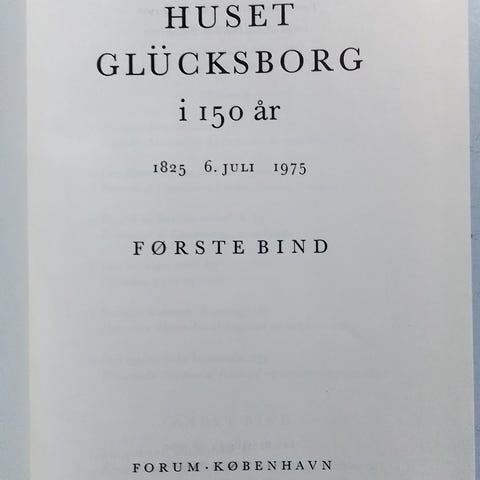 HUSET
GLÜCKSBORG
i 150 år
1825 6. JULI 1975
FØRSTE BIND
FORUM · KØBENHAVN